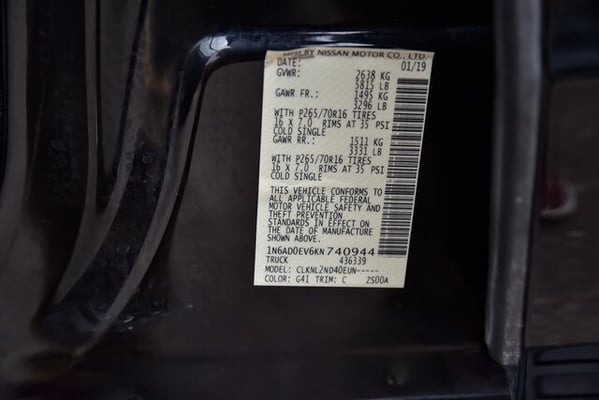 MFD BY NISSAN MOTOR CO., LTD.
DATE: 01/19
GVWR: 2638 KG
5815 LB
GAWR FR.: 1495 KG
3296 LB
WITH P265/70R16 TIRES
16 X 7.0 RIMS AT 35 PSI
COLD SINGLE
GAWR RR.: 1511 KG
3331 LB
WITH P265/70R16 TIRES
16 X 7.0 RIMS AT 35 PSI
COLD SINGLE
THIS VEHICLE CONFORMS TO
ALL APPLICABLE FEDERAL
MOTOR VEHICLE SAFETY AND
THEFT PREVENTION
STANDARDS IN EFFECT ON
THE DATE OF MANUFACTURE
SHOWN ABOVE.
1N6AD0EV6KN740944
TRUCK 436339
MODEL: CLKNL2ND40EUN-----
COLOR: G41 TRIM: C ZS00A